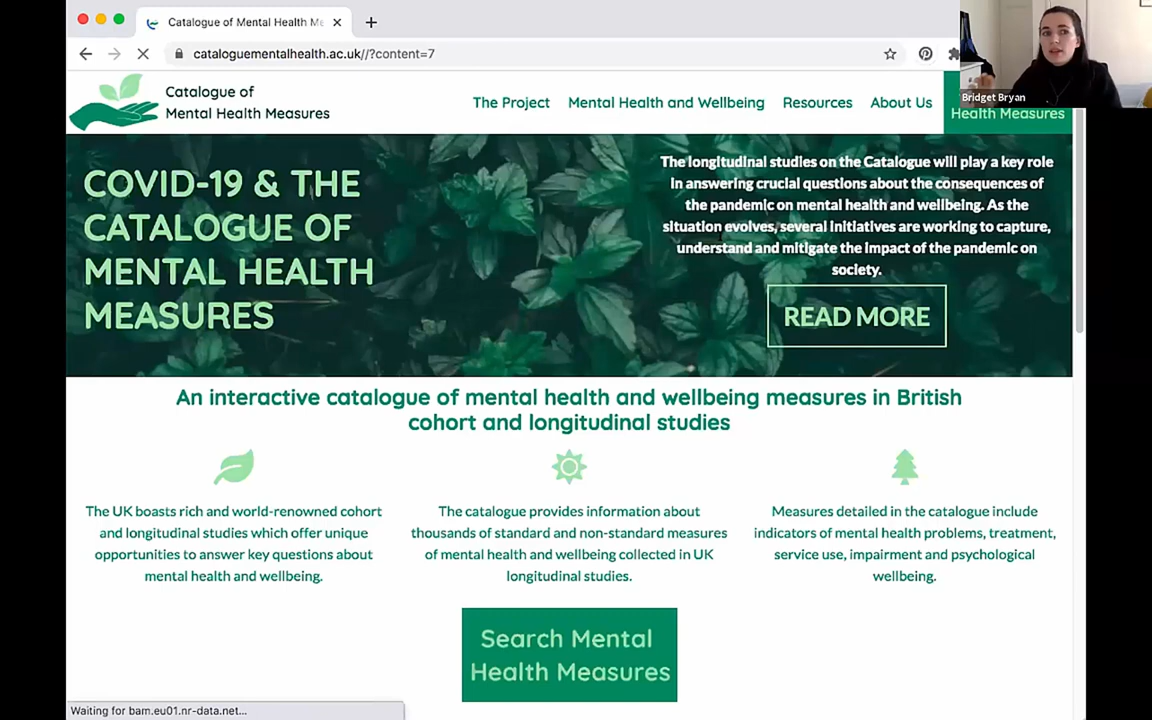 Catalogue of Mental Health Me
cataloguementalhealth.ac.uk//?content=7
Bridget Bryan
Catalogue of
Mental Health Measures
The Project
Mental Health and Wellbeing
Resources
About Us
Health Measures
COVID-19 & THE
CATALOGUE OF
MENTAL HEALTH
MEASURES
The longitudinal studies on the Catalogue will play a key role
in answering crucial questions about the consequences of
the pandemic on mental health and wellbeing. As the
situation evolves, several initiatives are working to capture,
understand and mitigate the impact of the pandemic on
society.
READ MORE
An interactive catalogue of mental health and wellbeing measures in British
cohort and longitudinal studies
The UK boasts rich and world-renowned cohort
and longitudinal studies which offer unique
opportunities to answer key questions about
mental health and wellbeing.
The catalogue provides information about
thousands of standard and non-standard measures
of mental health and wellbeing collected in UK
longitudinal studies.
Measures detailed in the catalogue include
indicators of mental health problems, treatment,
service use, impairment and psychological
wellbeing.
Search Mental
Health Measures
Waiting for bam.eu01.nr-data.net...